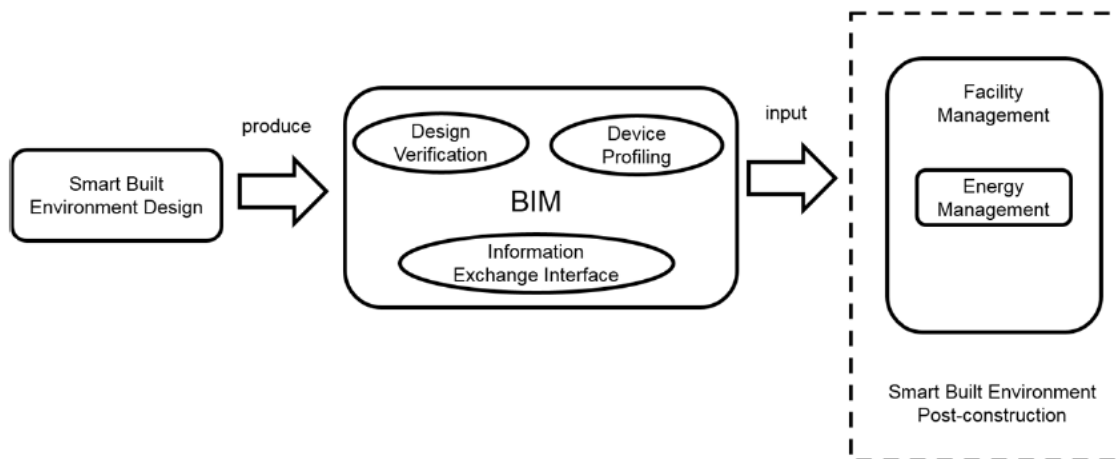 Smart Built
Environment Design
produce
Design
Verification
Device
Profiling
BIM
Information
Exchange Interface
input
Facility
Management
Energy
Management
Smart Built Environment
Post-construction